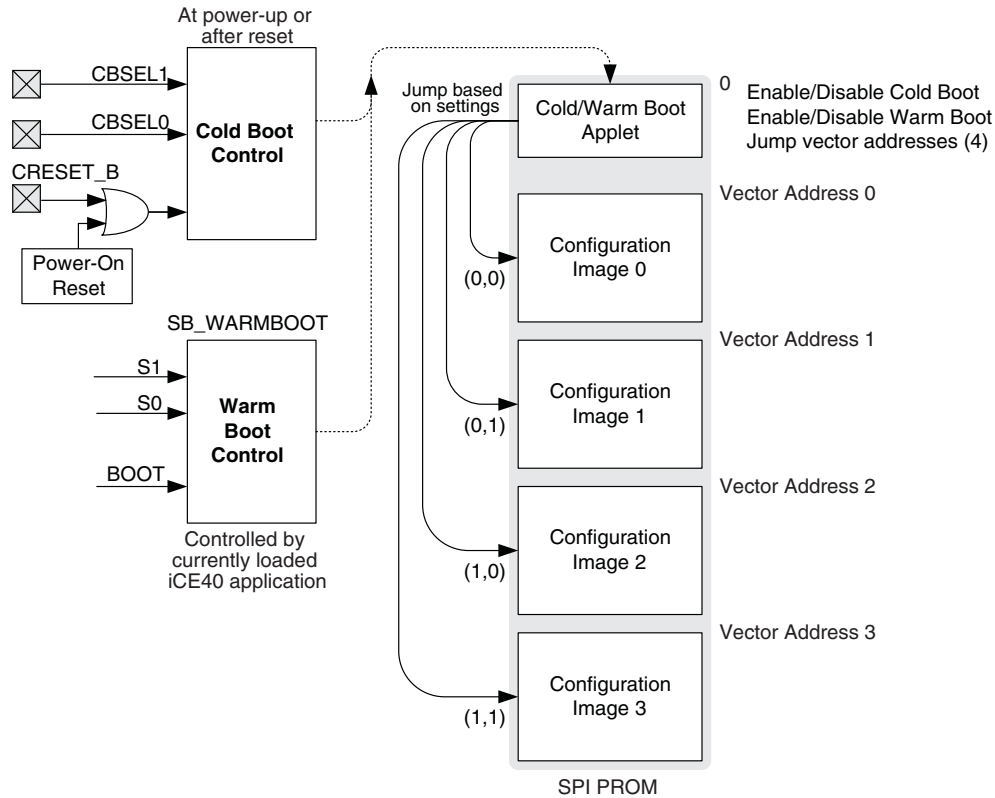 At power-up or
after reset
CBSEL1
CBSEL0
CRESET_B
Cold Boot
Control
Power-On
Reset
SB_WARMBOOT
S1
S0
BOOT
Warm
Boot
Control
Controlled by
currently loaded
iCE40 application
Jump based
on settings
Cold/Warm Boot
Applet
0
Enable/Disable Cold Boot
Enable/Disable Warm Boot
Jump vector addresses (4)
Vector Address 0
Configuration
Image 0
(0,0)
Vector Address 1
Configuration
Image 1
(0,1)
Vector Address 2
Configuration
Image 2
(1,0)
Vector Address 3
Configuration
Image 3
(1,1)
SPI PROM